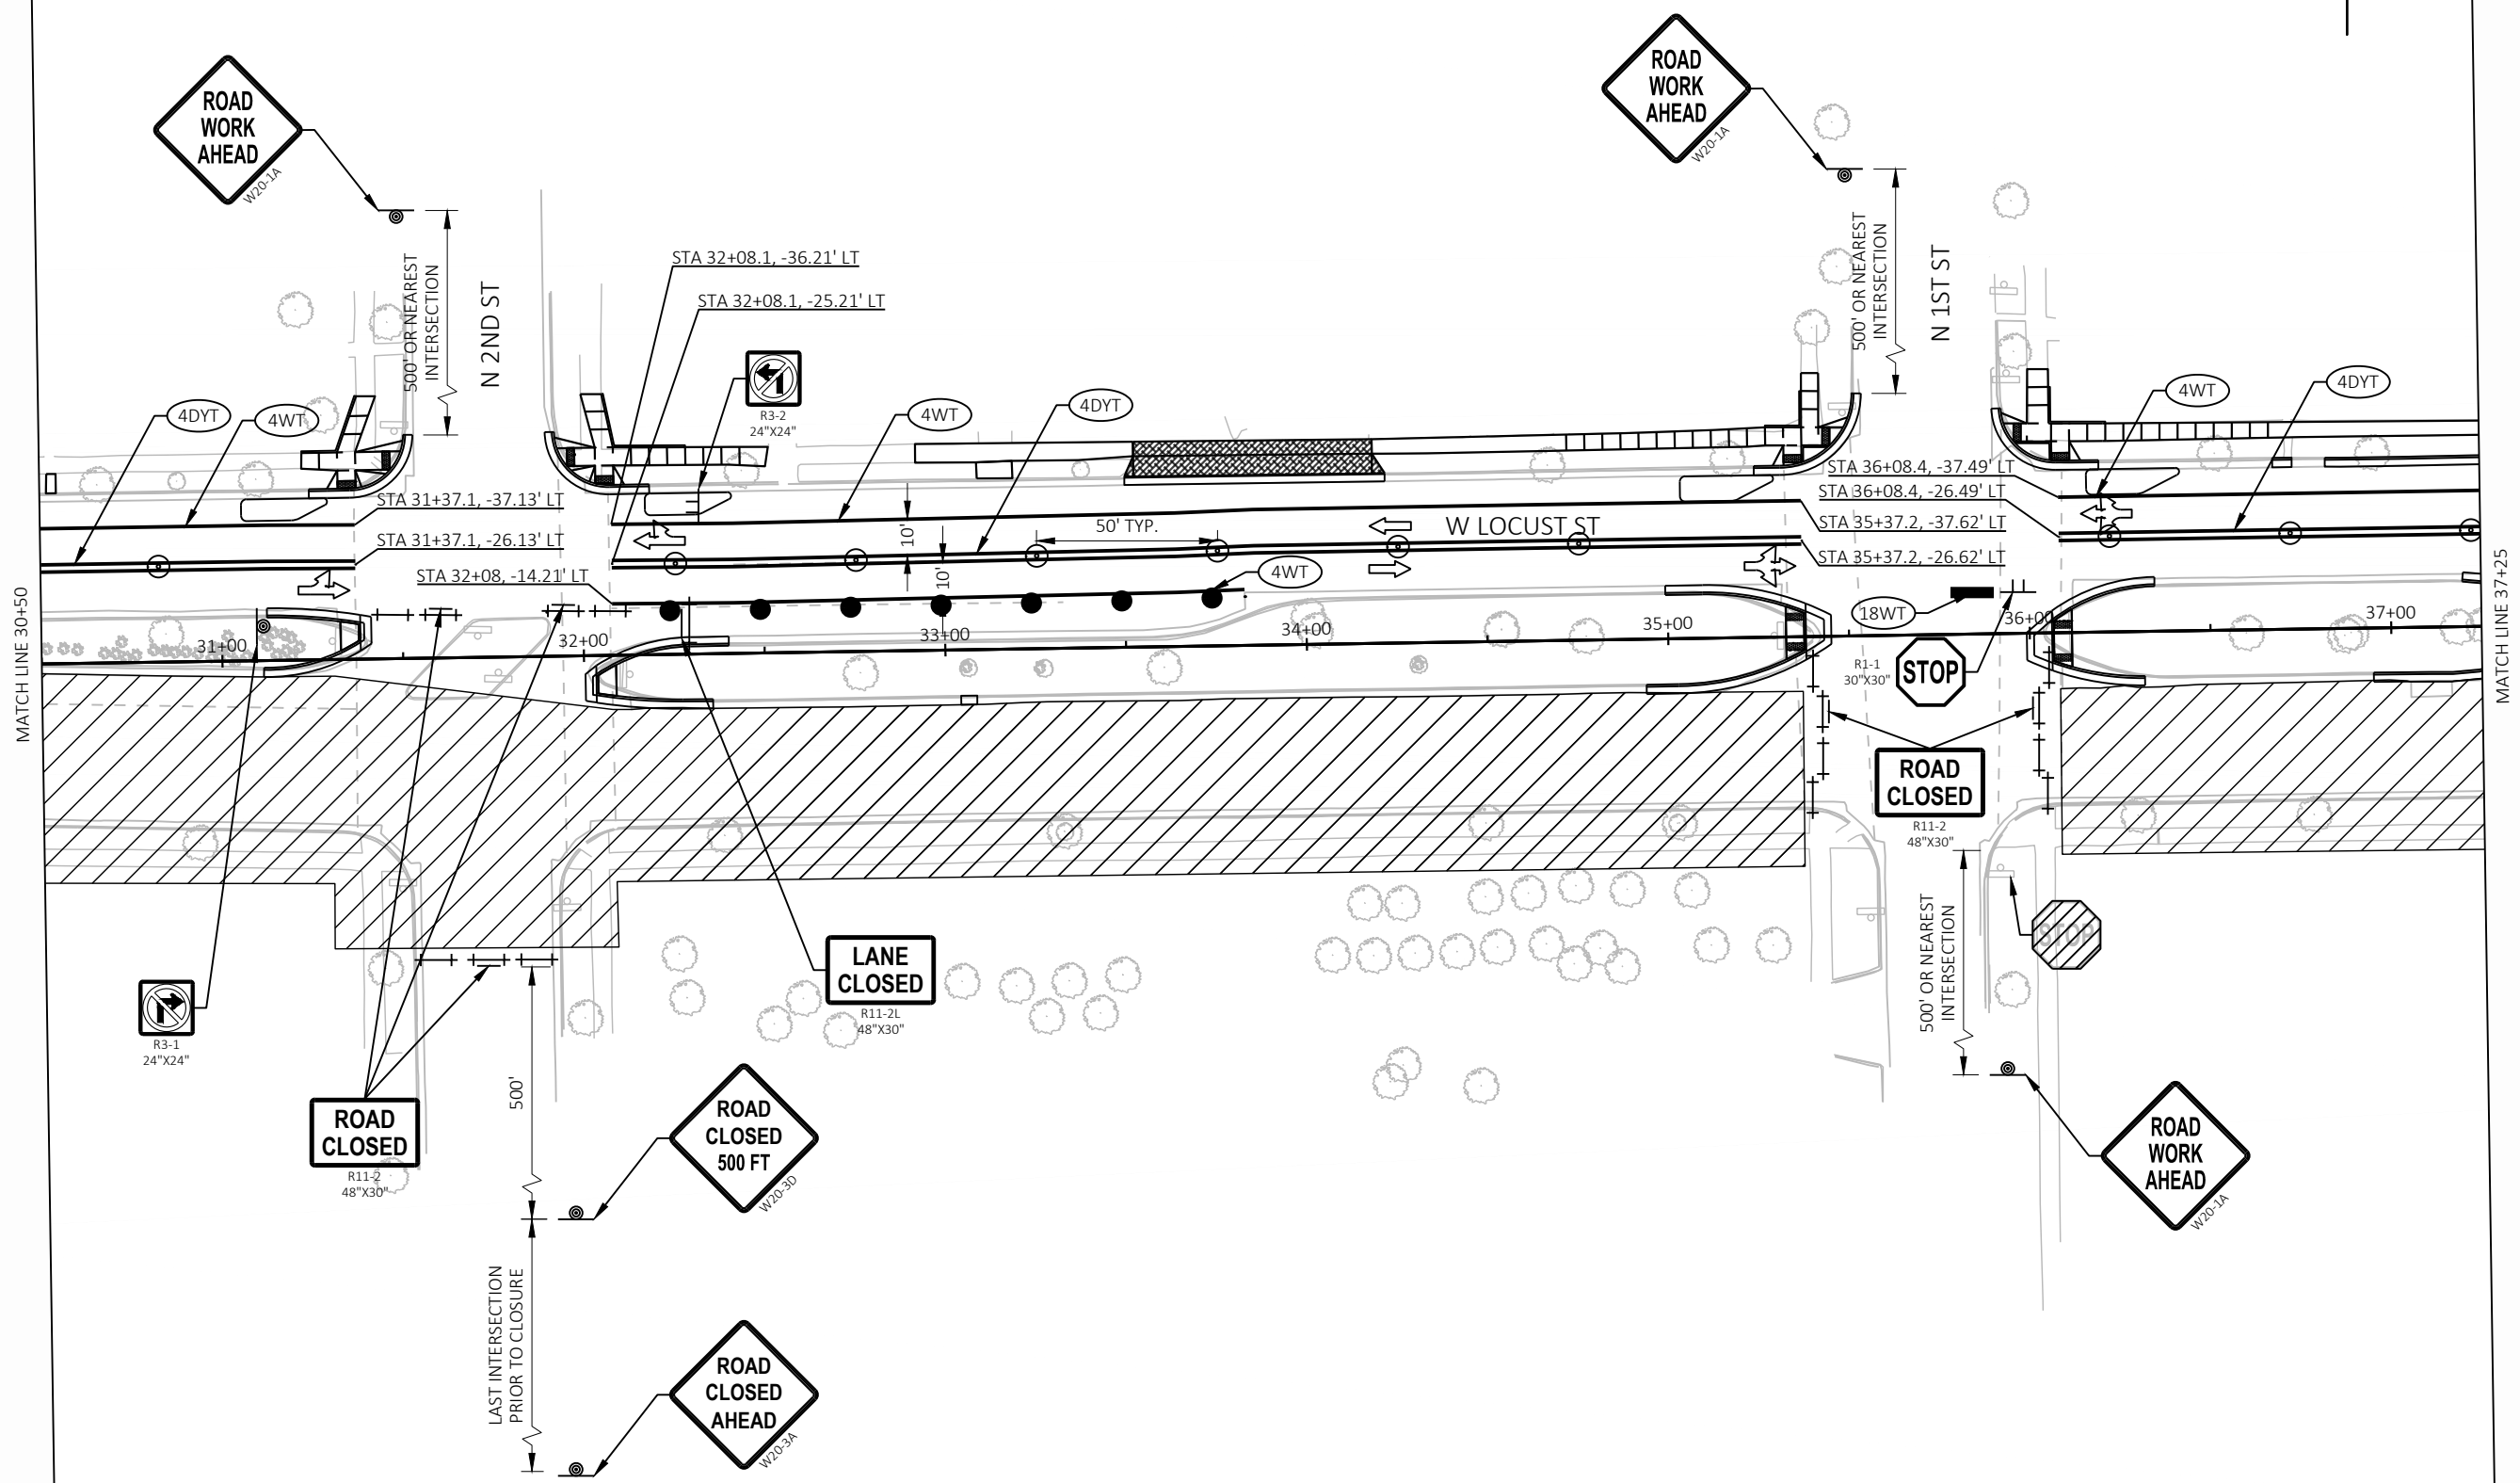 ROAD
WORK
AHEAD
W20-1A
ROAD
WORK
AHEAD
W20-1A
500' OR NEAREST
INTERSECTION
N 2ND ST
STA 32+08.1, -36.21' LT
STA 32+08.1, -25.21' LT
R3-2
24"X24"
500' OR NEAREST
INTERSECTION
N 1ST ST
4DYT
4WT
4WT
4DYT
4WT
4DYT
STA 31+37.1, -37.13' LT
STA 31+37.1, -26.13' LT
STA 32+08, -14.21' LT
10'
10'
50' TYP.
W LOCUST ST
4WT
STA 36+08.4, -37.49' LT
STA 36+08.4, -26.49' LT
STA 35+37.2, -37.62' LT
STA 35+37.2, -26.62' LT
18WT
MATCH LINE 30+50
MATCH LINE 37+25
31+00
32+00
33+00
34+00
35+00
36+00
37+00
R1-1
30"X30"
STOP
ROAD
CLOSED
R11-2
48"X30"
500' OR NEAREST
INTERSECTION
STOP
LANE
CLOSED
R11-2L
48"X30"
R3-1
24"X24"
ROAD
CLOSED
R11-2
48"X30"
500'
ROAD
CLOSED
500 FT
W20-3D
ROAD
WORK
AHEAD
W20-1A
LAST INTERSECTION
PRIOR TO CLOSURE
ROAD
CLOSED
AHEAD
W20-3A